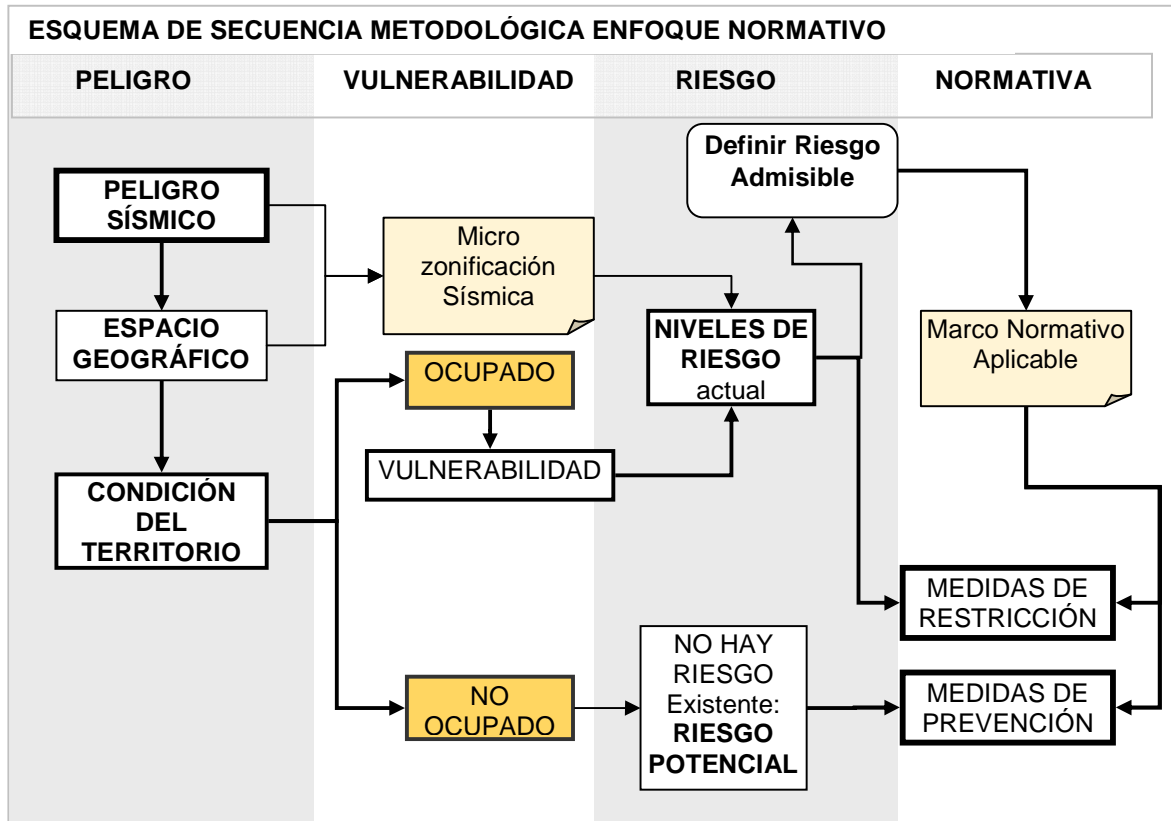 ESQUEMA DE SECUENCIA METODOLÓGICA ENFOQUE NORMATIVO
PELIGRO
VULNERABILIDAD
RIESGO
NORMATIVA
Definir Riesgo
Admisible
PELIGRO
SÍSMICO
Micro
zonificación
Sísmica
ESPACIO
GEOGRÁFICO
NIVELES DE
RIESGO
actual
Marco Normativo
Aplicable
OCUPADO
VULNERABILIDAD
CONDICIÓN
DEL
TERRITORIO
MEDIDAS DE
RESTRICCIÓN
NO
OCUPADO
NO HAY
RIESGO
Existente:
RIESGO
POTENCIAL
MEDIDAS DE
PREVENCIÓN